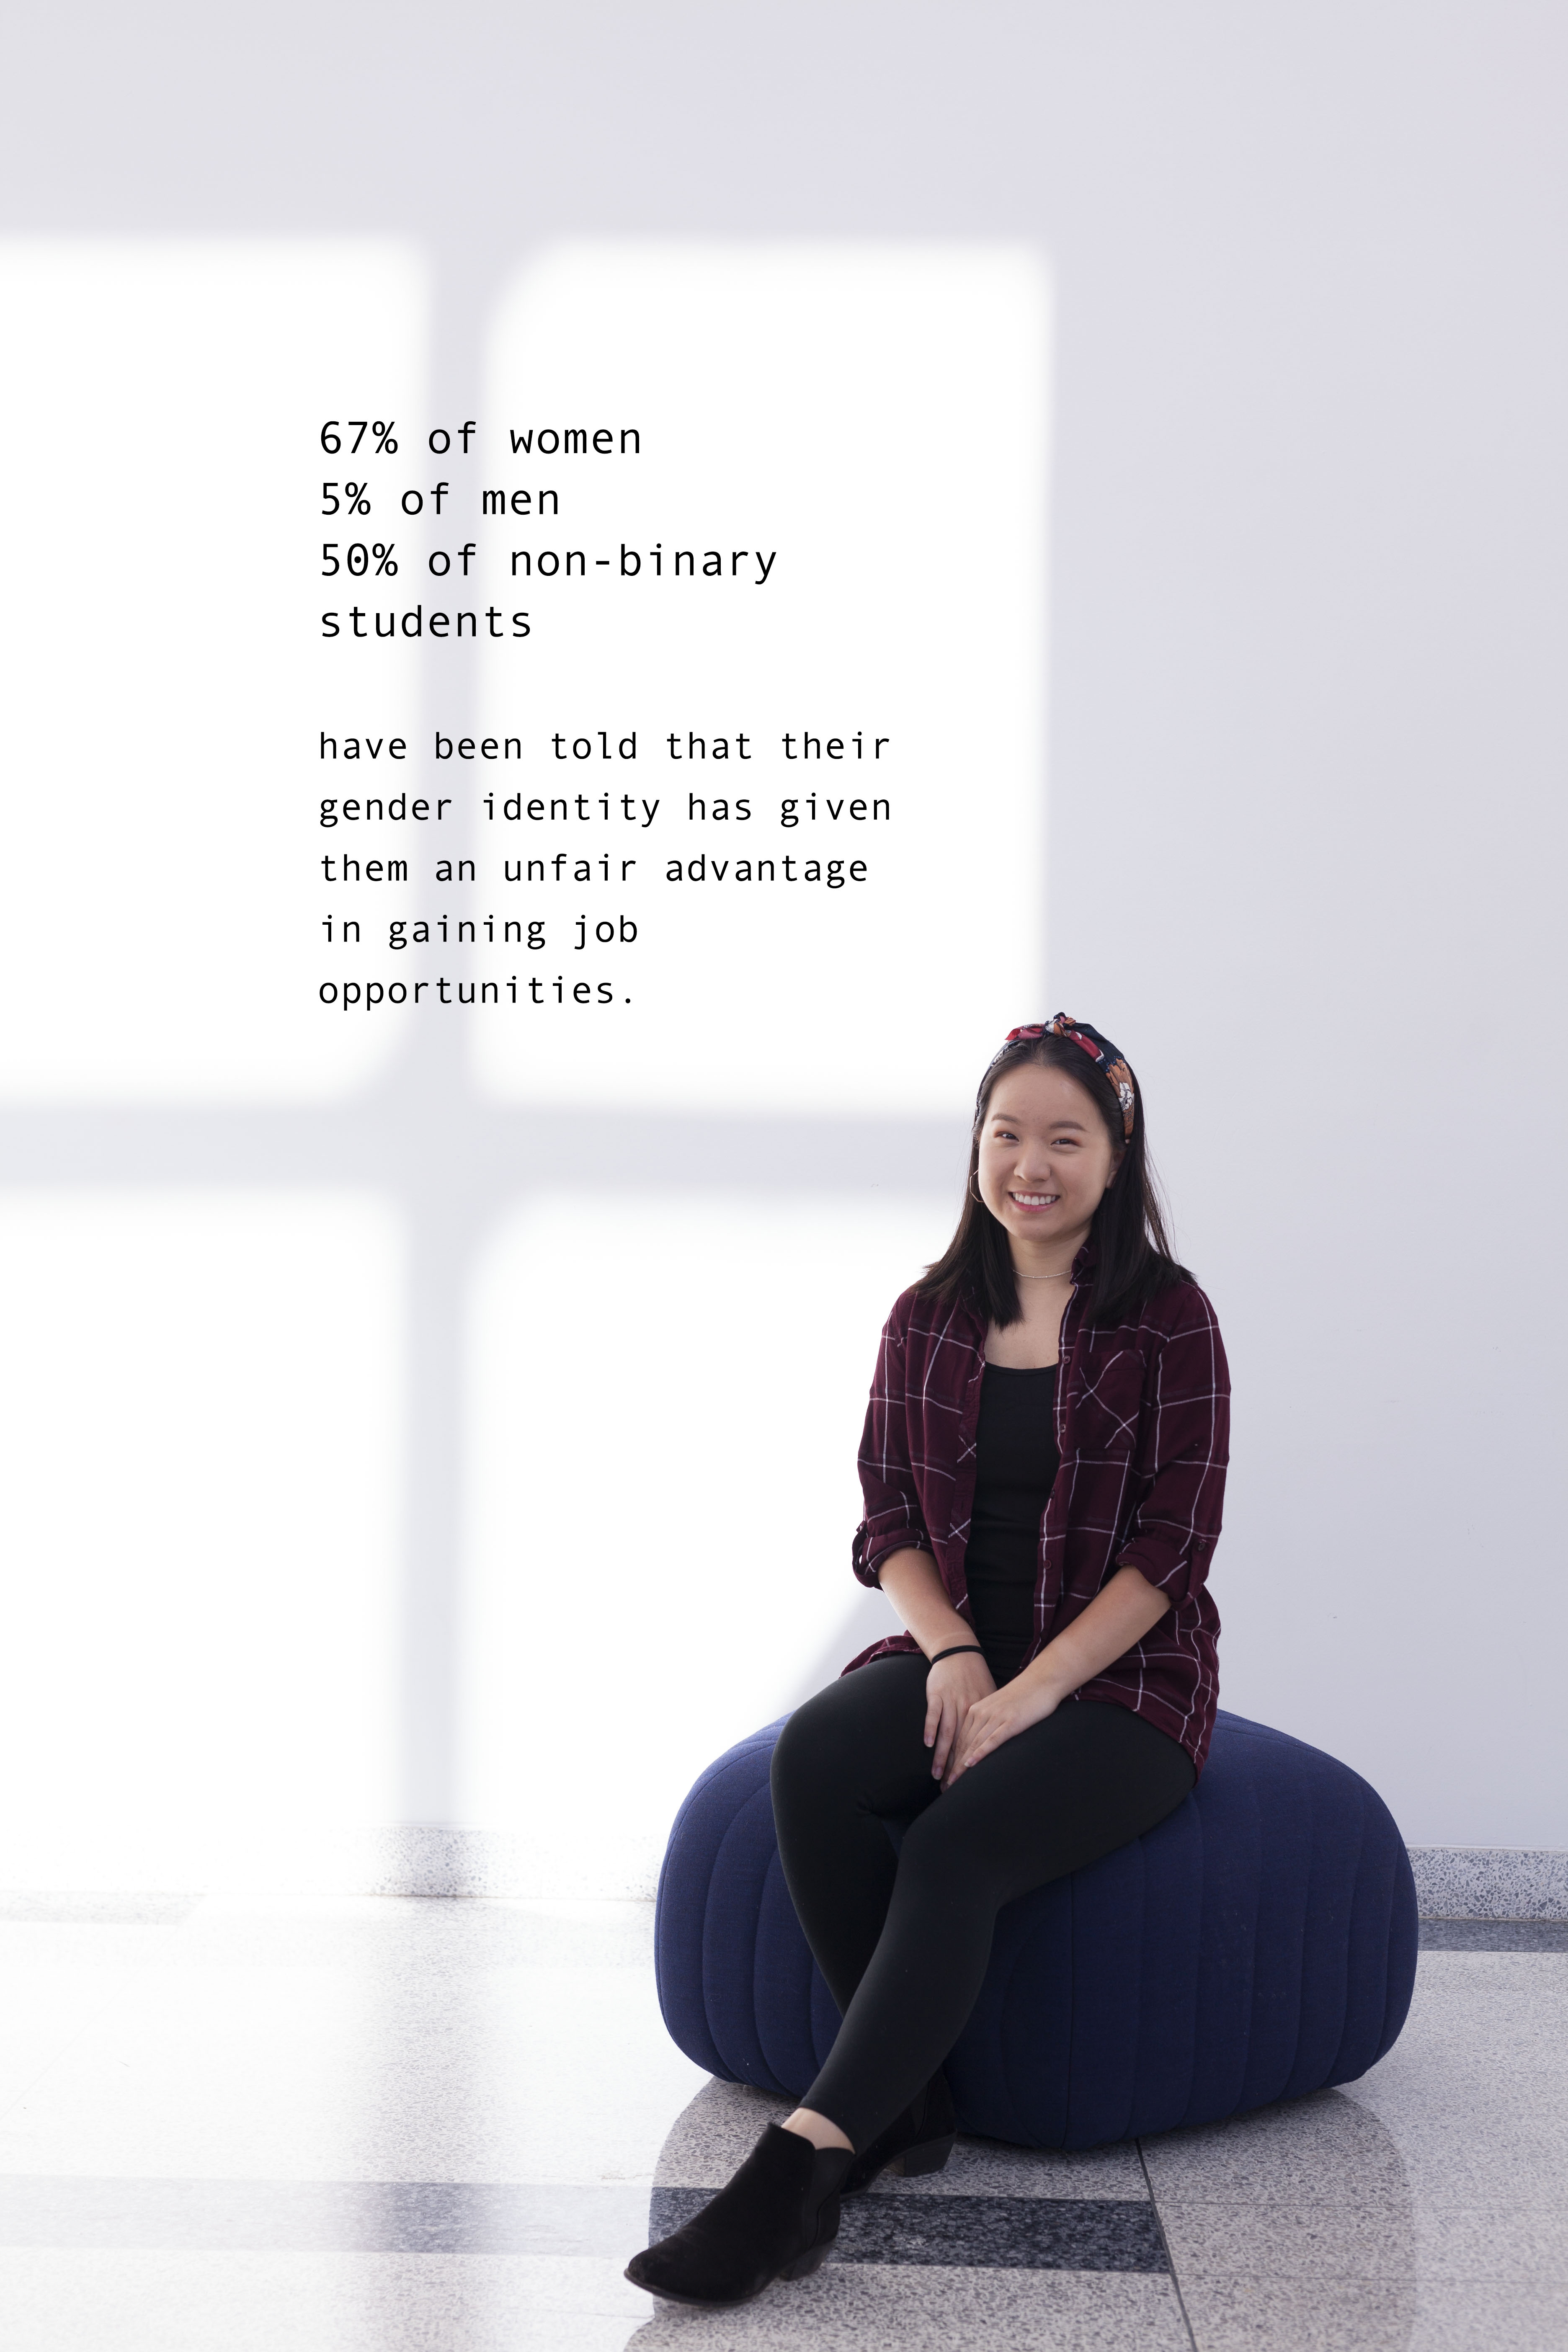 67% of women
5% of men
50% of non-binary
students
have been told that their
gender identity has given
them an unfair advantage
in gaining job
opportunities.